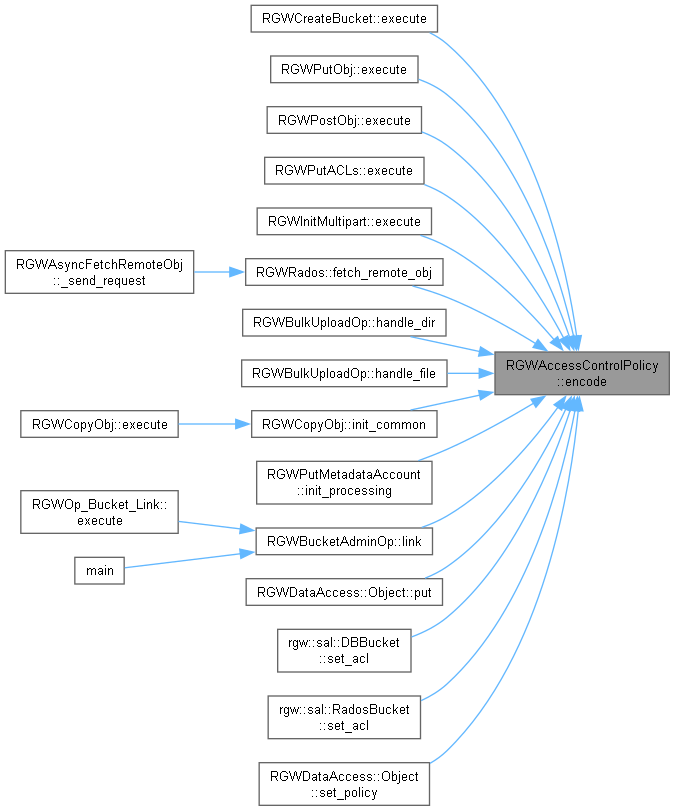 RGWCreateBucket::execute
RGWPutObj::execute
RGWPostObj::execute
RGWPutACLs::execute
RGWInitMultipart::execute
RGWAsyncFetchRemoteObj
::_send_request
RGWRados::fetch_remote_obj
RGWBulkUploadOp::handle_dir
RGWBulkUploadOp::handle_file
RGWAccessControlPolicy
::encode
RGWCopyObj::execute
RGWCopyObj::init_common
RGWPutMetadataAccount
::init_processing
RGWOp_Bucket_Link::
execute
RGWBucketAdminOp::link
main
RGWDataAccess::Object::put
rgw::sal::DBBucket
::set_acl
rgw::sal::RadosBucket
::set_acl
RGWDataAccess::Object
::set_policy